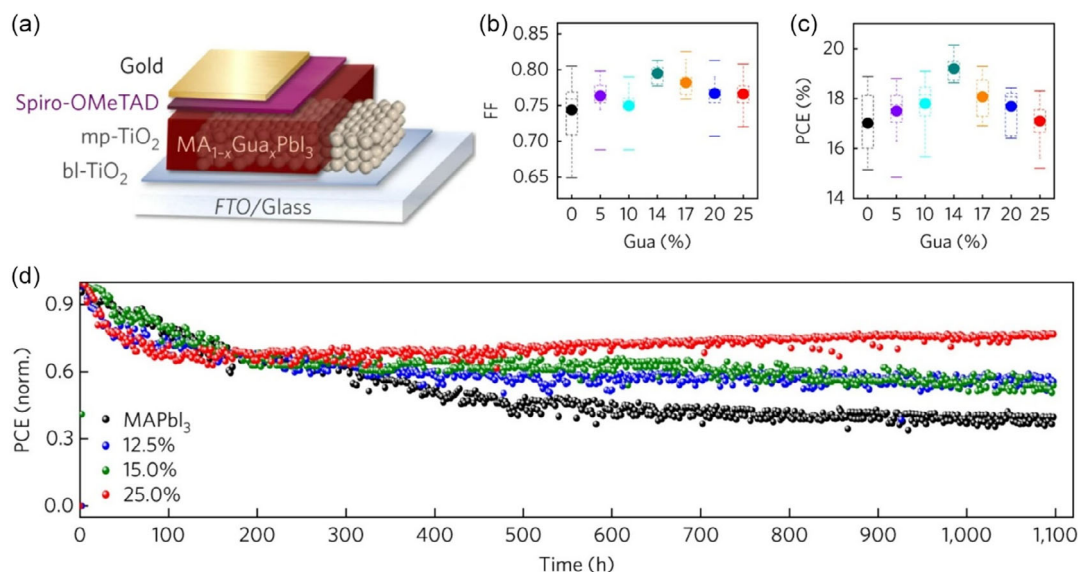 (a)
Gold
Spiro-OMeTAD
mp-TiO₂
bl-TiO₂
MA₁₋ₓGuaₓPbI₃
FTO/Glass
(b)
FF
0.85
0.80
0.75
0.70
0.65
0 5 10 14 17 20 25
Gua (%)
(c)
PCE (%)
20
18
16
14
0 5 10 14 17 20 25
Gua (%)
(d)
PCE (norm.)
0.9
0.6
0.3
0.0
MAPbI₃
12.5%
15.0%
25.0%
0 100 200 300 400 500 600 700 800 900 1,000 1,100
Time (h)